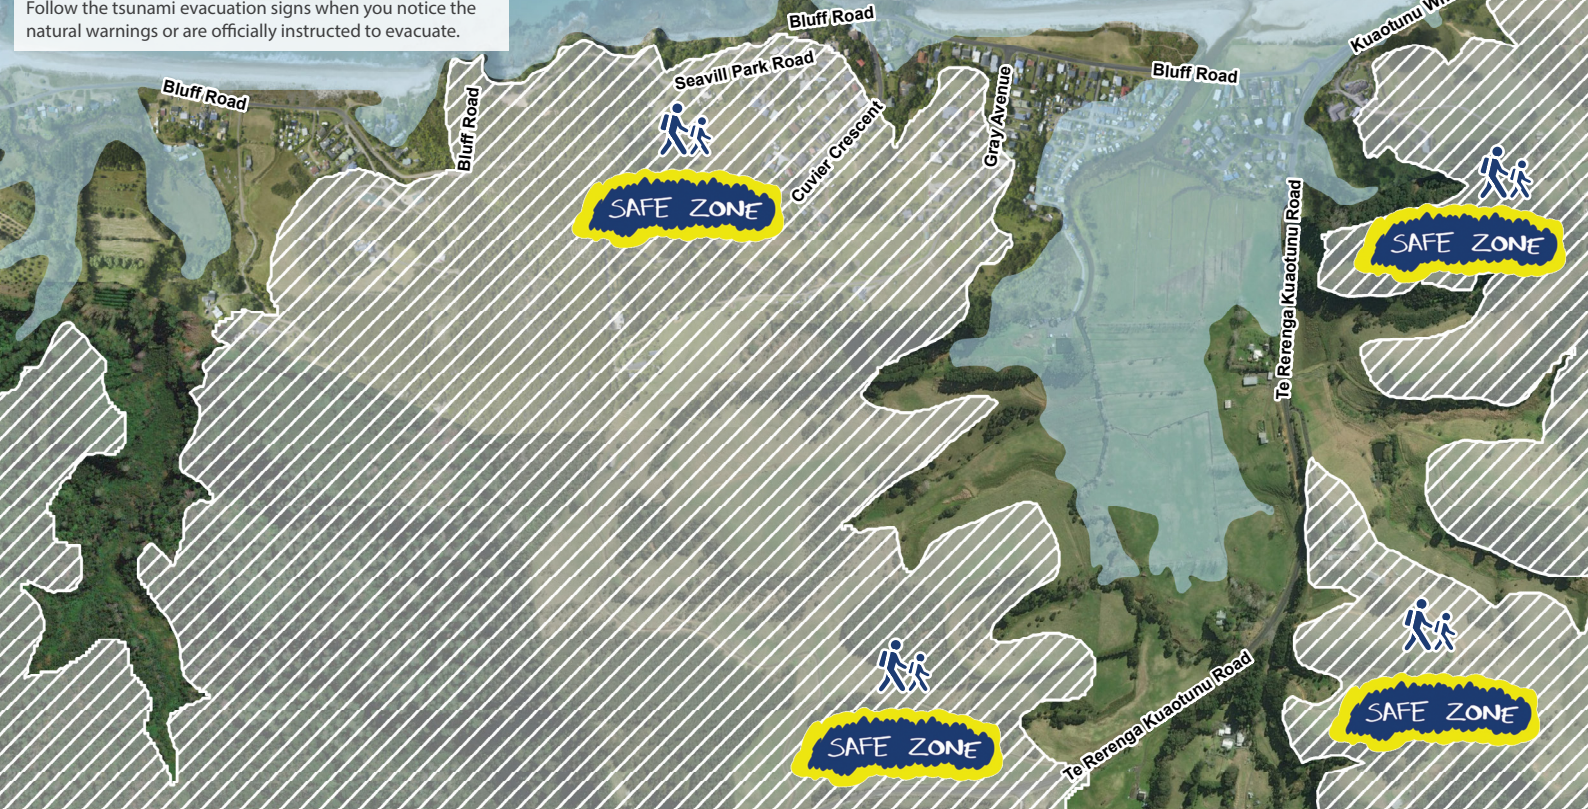 Follow the tsunami evacuation signs when you notice the
natural warnings or are officially instructed to evacuate.
Bluff Road
Kuaotunu
Seavill Park Road
Bluff Road
Bluff Road
Bluff Road
Gray Avenue
Cuvier Crescent
SAFE ZONE
SAFE ZONE
Te Rerenga Kuaotunu Road
Te Rerenga Kuaotunu Road
SAFE ZONE
SAFE ZONE